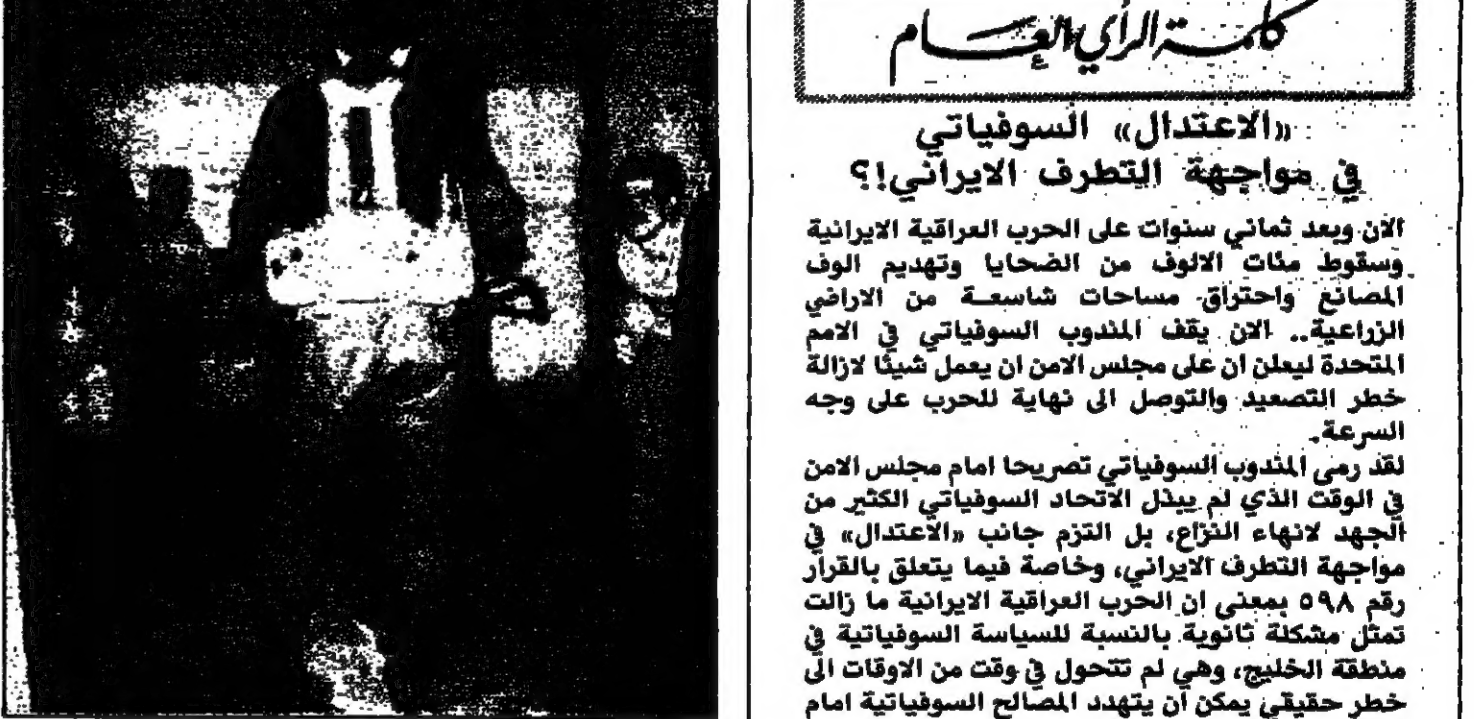 كلمة الرأي العام
«الاعتدال» السوفياتي
في مواجهة التطرف الايراني!؟
الآن وبعد ثماني سنوات على الحرب العراقية الايرانية
وسقوط مئات الالوف من الضحايا وتهديم الوف
المصانع واحتراق مساحات شاسعة من الاراضي
الزراعية.. الان يقف المندوب السوفياتي في الامم
المتحدة ليعلن ان على مجلس الامن ان يعمل شيئا لازالة
خطر التصعيد والتوصل الى نهاية للحرب على وجه
السرعة.
لقد رمى المندوب السوفياتي تصريحا امام مجلس الامن
في الوقت الذي لم يبذل الاتحاد السوفياتي الكثير من
الجهد لانهاء النزاع، بل التزم جانب «الاعتدال» في
مواجهة التطرف الايراني، وخاصة فيما يتعلق بالقرار
رقم ٥٩٨ بمعنى ان الحرب العراقية الايرانية ما زالت
تمثل مشكلة ثانوية بالنسبة للسياسة السوفياتية في
منطقة الخليج، وهي لم تتحول في وقت من الاوقات الى
خطر حقيقي يمكن أن يتهدد المصالح السوفياتية امام